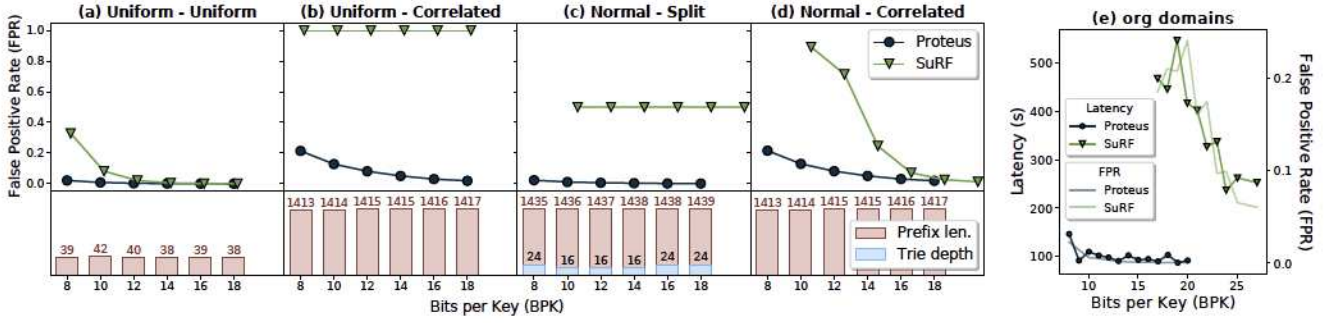 (a) Uniform - Uniform
(b) Uniform - Correlated
(c) Normal - Split
(d) Normal - Correlated
(e) org domains
False Positive Rate (FPR)
1.0
0.8
0.6
0.4
0.2
0.0
Proteus
SuRF
39 42 40 38 39 38
1413 1414 1415 1415 1416 1417
1435 1436 1437 1438 1438 1439
24 16 16 16 24 24
1413 1414 1415 1415 1416 1417
Prefix len.
Trie depth
8 10 12 14 16 18
8 10 12 14 16 18
8 10 12 14 16 18
8 10 12 14 16 18
Bits per Key (BPK)
Latency (s)
500
400
300
200
100
Latency
Proteus
SuRF
FPR
Proteus
SuRF
0.2
0.1
0.0
False Positive Rate (FPR)
10 15 20 25
Bits per Key (BPK)